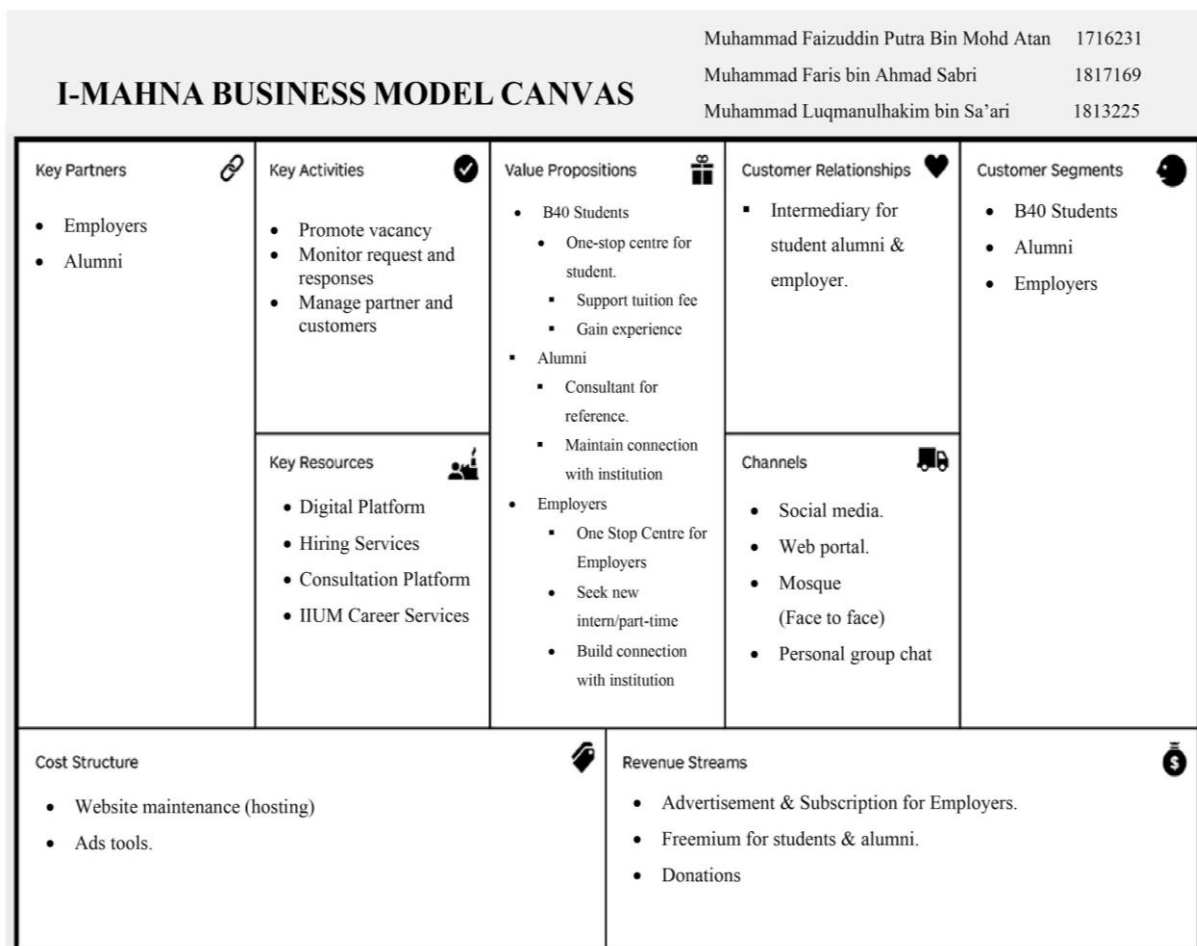 I-MAHNA BUSINESS MODEL CANVAS
Muhammad Faizuddin Putra Bin Mohd Atan 1716231
Muhammad Faris bin Ahmad Sabri 1817169
Muhammad Luqmanulhakim bin Sa’ari 1813225
Key Partners
• Employers
• Alumni
Key Activities
• Promote vacancy
• Monitor request and
responses
• Manage partner and
customers
Key Resources
• Digital Platform
• Hiring Services
• Consultation Platform
• IIUM Career Services
Value Propositions
• B40 Students
• One-stop centre for
student.
▪ Support tuition fee
▪ Gain experience
▪ Alumni
▪ Consultant for
reference.
▪ Maintain connection
with institution
• Employers
▪ One Stop Centre for
Employers
• Seek new
intern/part-time
• Build connection
with institution
Customer Relationships
▪ Intermediary for
student alumni &
employer.
Channels
• Social media.
• Web portal.
• Mosque
(Face to face)
• Personal group chat
Customer Segments
• B40 Students
• Alumni
• Employers
Cost Structure
• Website maintenance (hosting)
• Ads tools.
Revenue Streams
$
• Advertisement & Subscription for Employers.
• Freemium for students & alumni.
• Donations